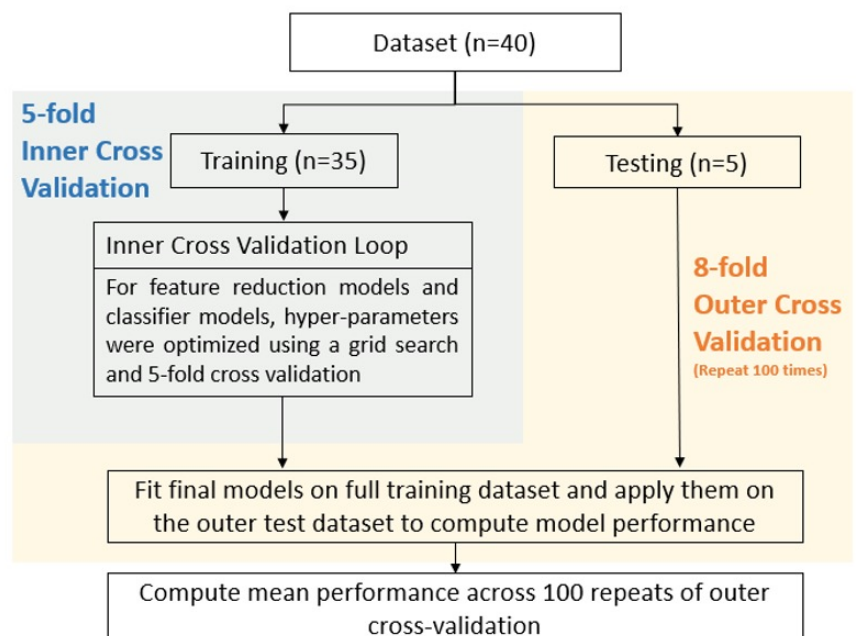 Dataset (n=40)
5-fold
Inner Cross
Validation
Training (n=35)
Testing (n=5)
Inner Cross Validation Loop
For feature reduction models and
classifier models, hyper-parameters
were optimized using a grid search
and 5-fold cross validation
8-fold
Outer Cross
Validation
(Repeat 100 times)
Fit final models on full training dataset and apply them on
the outer test dataset to compute model performance
Compute mean performance across 100 repeats of outer
cross-validation